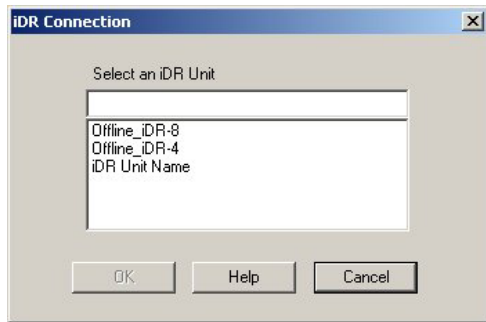 iDR Connection
Select an iDR Unit
Offline_iDR-8
Offline_iDR-4
iDR Unit Name
OK Help Cancel